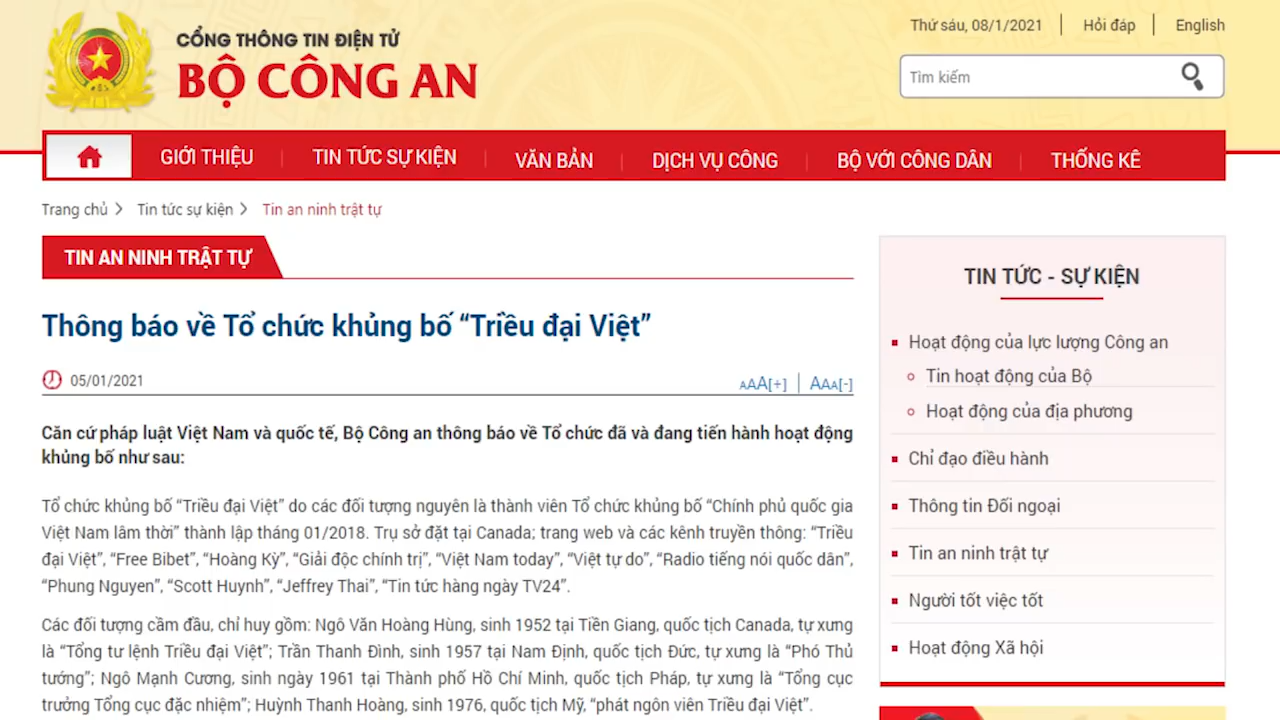 CỔNG THÔNG TIN ĐIỆN TỬ
BỘ CÔNG AN
Thứ sáu, 08/1/2021
Hỏi đáp
English
Tìm kiếm
GIỚI THIỆU
TIN TỨC SỰ KIỆN
VĂN BẢN
DỊCH VỤ CÔNG
BỘ VỚI CÔNG DÂN
THỐNG KÊ
Trang chủ > Tin tức sự kiện > Tin an ninh trật tự
TIN AN NINH TRẬT TỰ
Thông báo về Tổ chức khủng bố “Triều đại Việt”
05/01/2021
AAA[+] | AAA[-]
Căn cứ pháp luật Việt Nam và quốc tế, Bộ Công an thông báo về Tổ chức đã và đang tiến hành hoạt động
khủng bố như sau:
Tổ chức khủng bố “Triều đại Việt” do các đối tượng nguyên là thành viên Tổ chức khủng bố “Chính phủ quốc gia
Việt Nam lâm thời” thành lập tháng 01/2018. Trụ sở đặt tại Canada; trang web và các kênh truyền thông: “Triều
đại Việt”, “Free Bibet”, “Hoàng Kỳ”, “Giải độc chính trị”, “Việt Nam today”, “Việt tự do”, “Radio tiếng nói quốc dân”,
“Phung Nguyen”, “Scott Huynh”, “Jeffrey Thai”, “Tin tức hàng ngày TV24”.
Các đối tượng cầm đầu, chỉ huy gồm: Ngô Văn Hoàng Hùng, sinh 1952 tại Tiền Giang, quốc tịch Canada, tự xưng
là “Tổng tư lệnh Triều đại Việt”; Trần Thanh Đình, sinh 1957 tại Nam Định, quốc tịch Đức, tự xưng là “Phó Thủ
tướng”; Ngô Mạnh Cương, sinh ngày 1961 tại Thành phố Hồ Chí Minh, quốc tịch Pháp, tự xưng là “Tổng cục
trưởng Tổng cục đặc nhiệm”; Huỳnh Thanh Hoàng, sinh 1976, quốc tịch Mỹ, “phát ngôn viên Triều đại Việt”.
TIN TỨC - SỰ KIỆN
Hoạt động của lực lượng Công an
Tin hoạt động của Bộ
Hoạt động của địa phương
Chỉ đạo điều hành
Thông tin Đối ngoại
Tin an ninh trật tự
Người tốt việc tốt
Hoạt động Xã hội